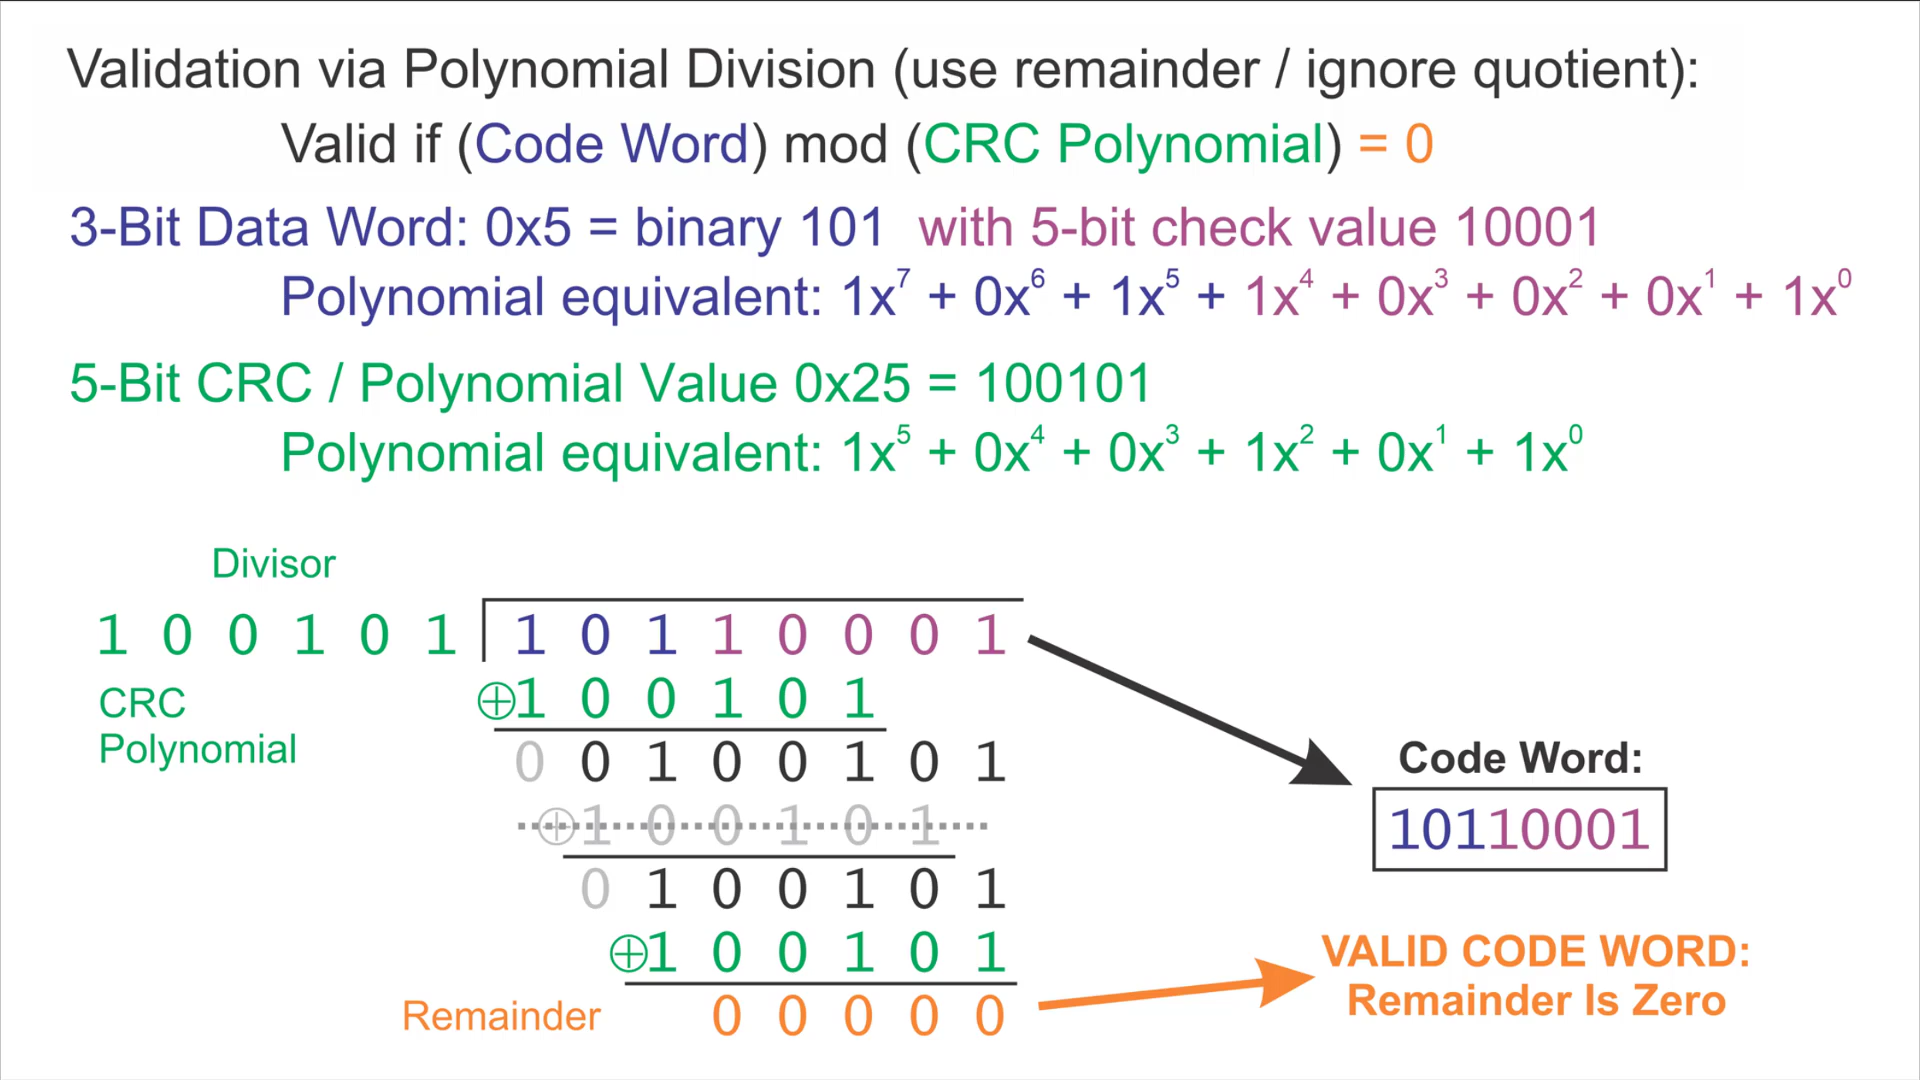 Validation via Polynomial Division (use remainder / ignore quotient):
Valid if (Code Word) mod (CRC Polynomial) = 0
3-Bit Data Word: 0x5 = binary 101 with 5-bit check value 10001
Polynomial equivalent: 1x⁷ + 0x⁶ + 1x⁵ + 1x⁴ + 0x³ + 0x² + 0x¹ + 1x⁰
5-Bit CRC / Polynomial Value 0x25 = 100101
Polynomial equivalent: 1x⁵ + 0x⁴ + 0x³ + 1x² + 0x¹ + 1x⁰
Divisor
1 0 0 1 0 1 1 0 1 1 0 0 0 1
CRC
Polynomial
⊕1 0 0 1 0 1
0 0 1 0 0 1 0 1
⊕1 0 0 1 0 1
0 1 0 0 1 0 1
⊕1 0 0 1 0 1
Remainder 0 0 0 0 0
Code Word:
10110001
VALID CODE WORD:
Remainder Is Zero